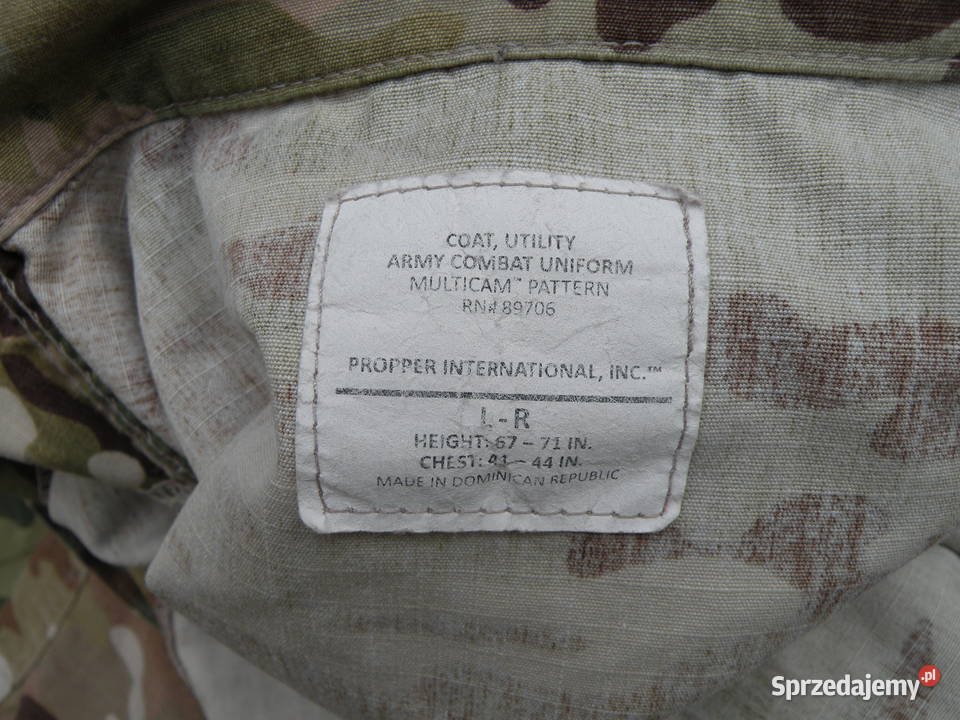 COAT, UTILITY
ARMY COMBAT UNIFORM
MULTICAM™ PATTERN
RN# 89706
PROPPER INTERNATIONAL, INC.™
L - R
HEIGHT: 67 – 71 IN.
CHEST: 41 – 44 IN.
MADE IN DOMINICAN REPUBLIC
Sprzedajemy.pl